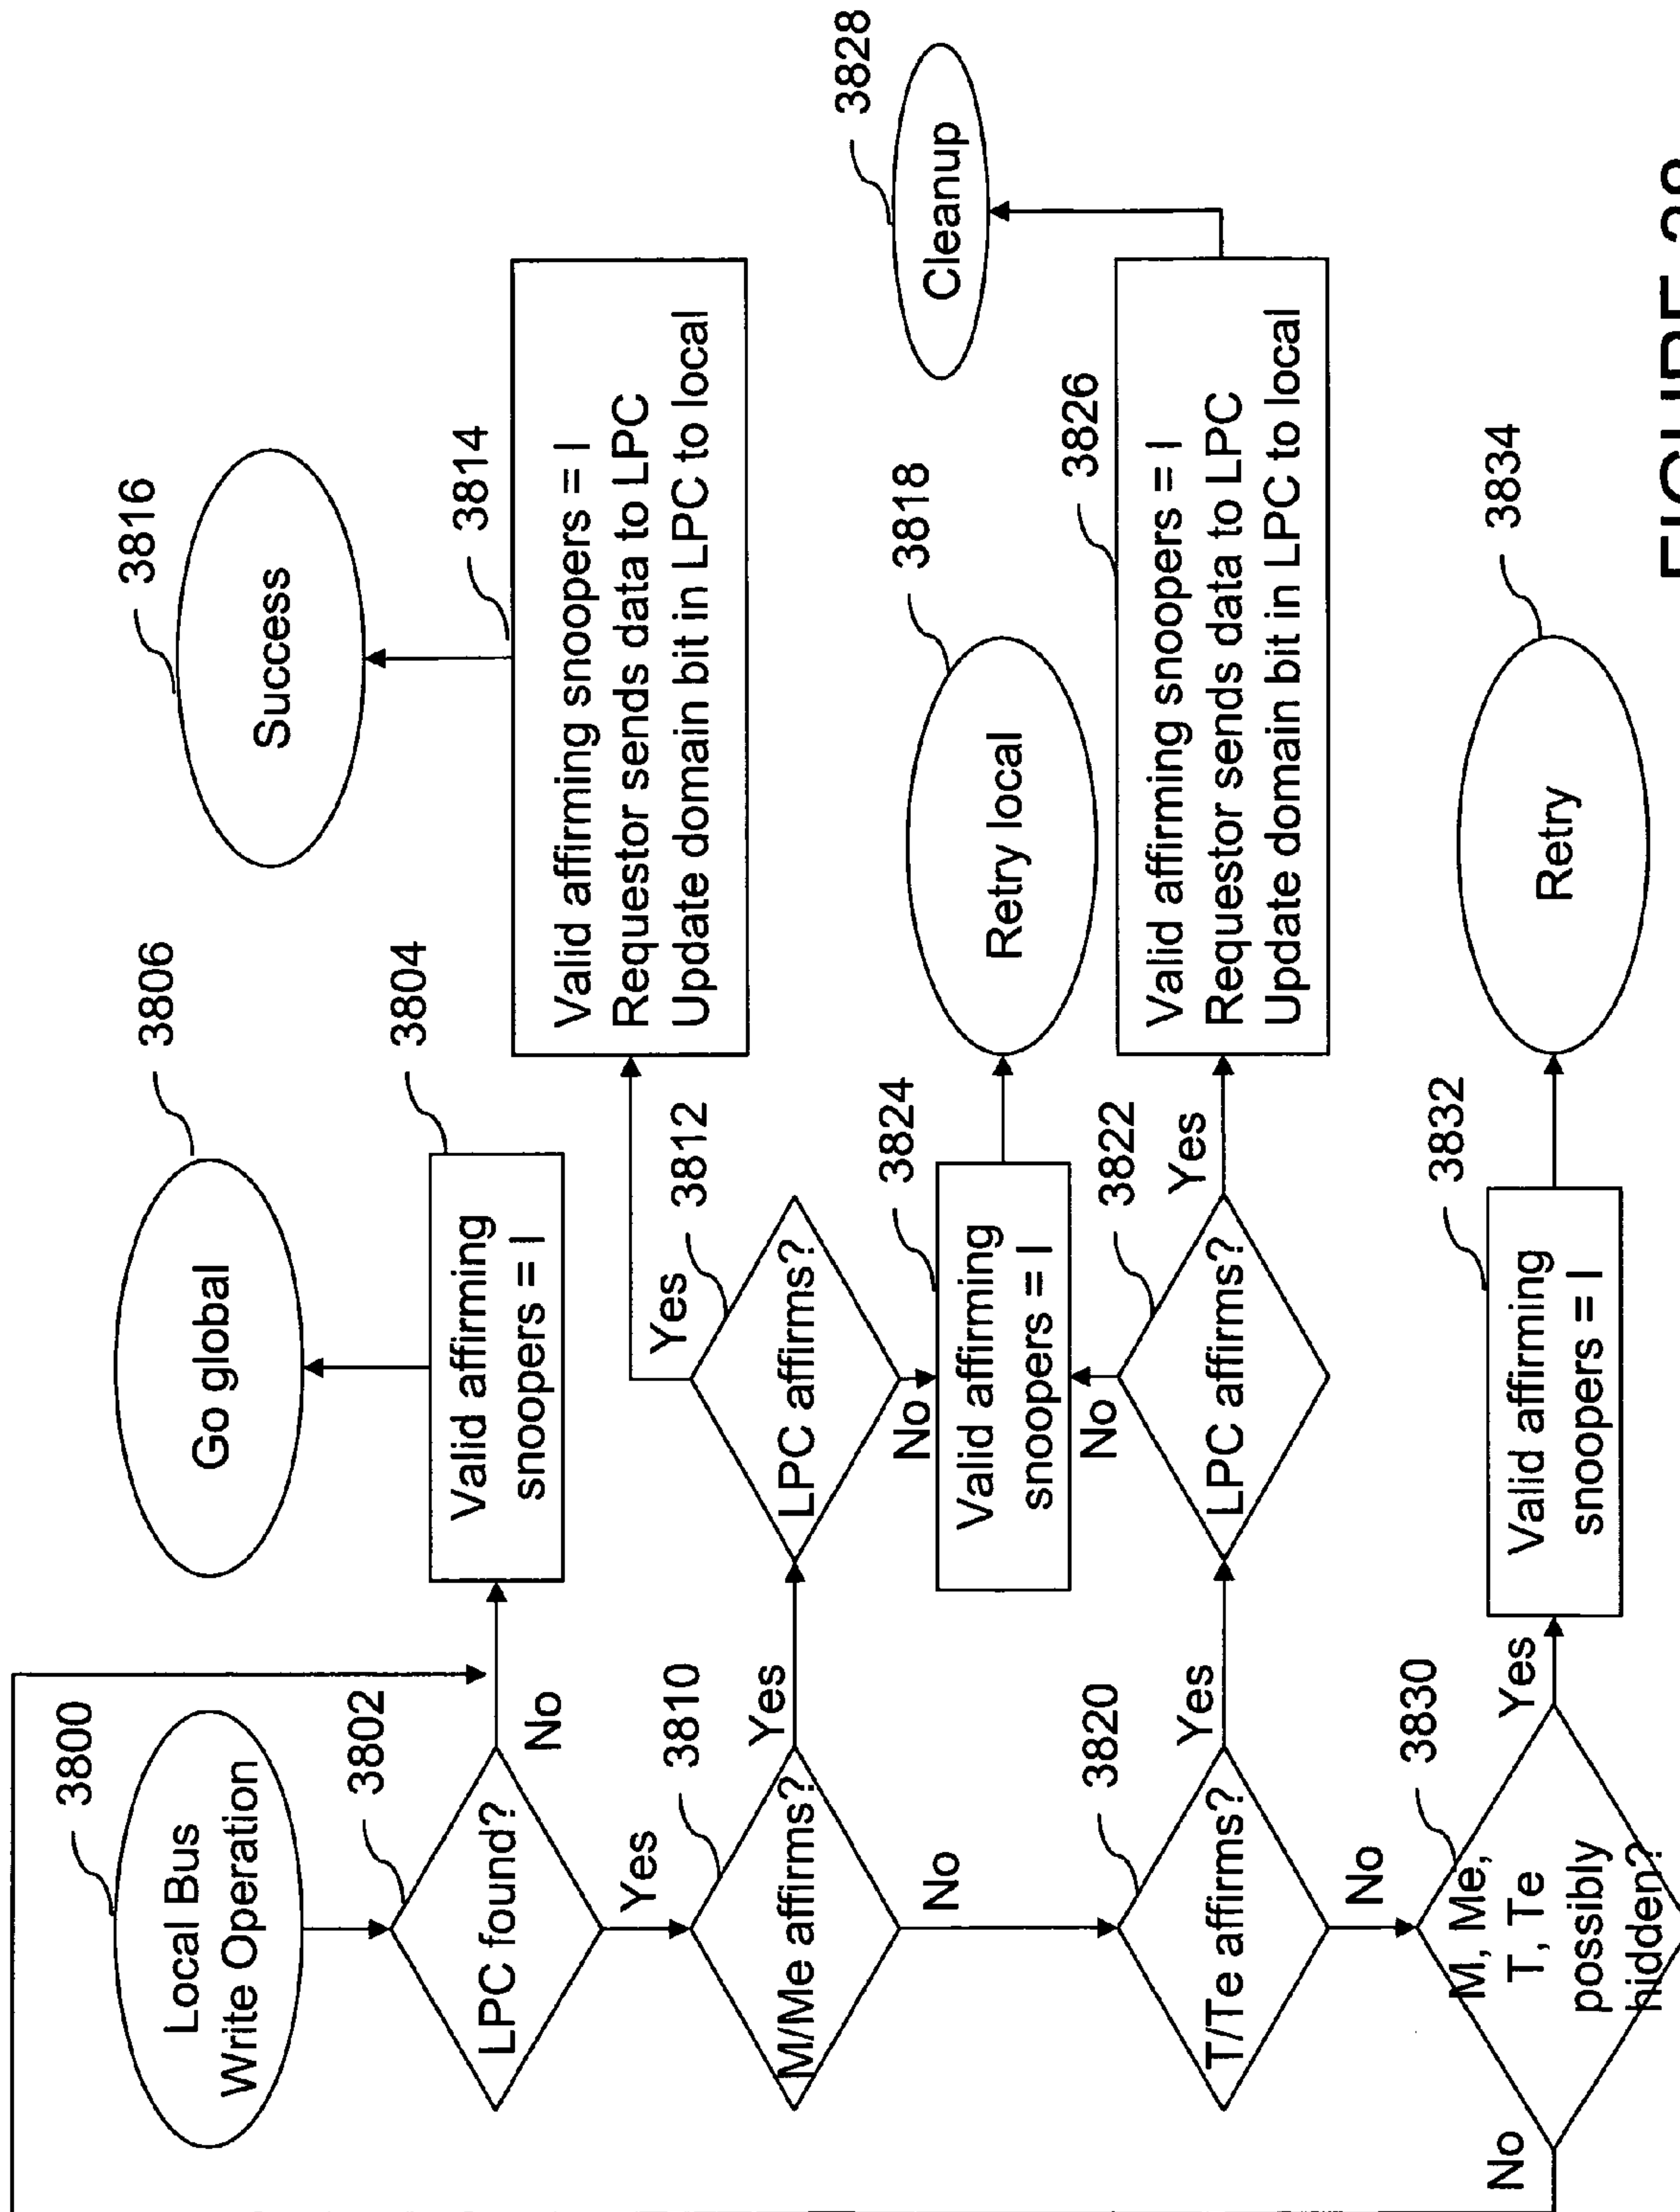 3800
Local Bus
Write Operation
3802
LPC found?
No
Yes
3804
Valid affirming
snoopers = I
3806
Go global
3810
M/Me affirms?
Yes
No
3812
LPC affirms?
Yes
No
3814
Valid affirming snoopers = I
Requestor sends data to LPC
Update domain bit in LPC to local
3816
Success
3824
Valid affirming
snoopers = I
3818
Retry local
3820
T/Te affirms?
Yes
No
3822
LPC affirms?
Yes
No
3826
Valid affirming snoopers = I
Requestor sends data to LPC
Update domain bit in LPC to local
3828
Cleanup
3830
M, Me,
T, Te
possibly
hidden?
Yes
No
3832
Valid affirming
snoopers = I
3834
Retry